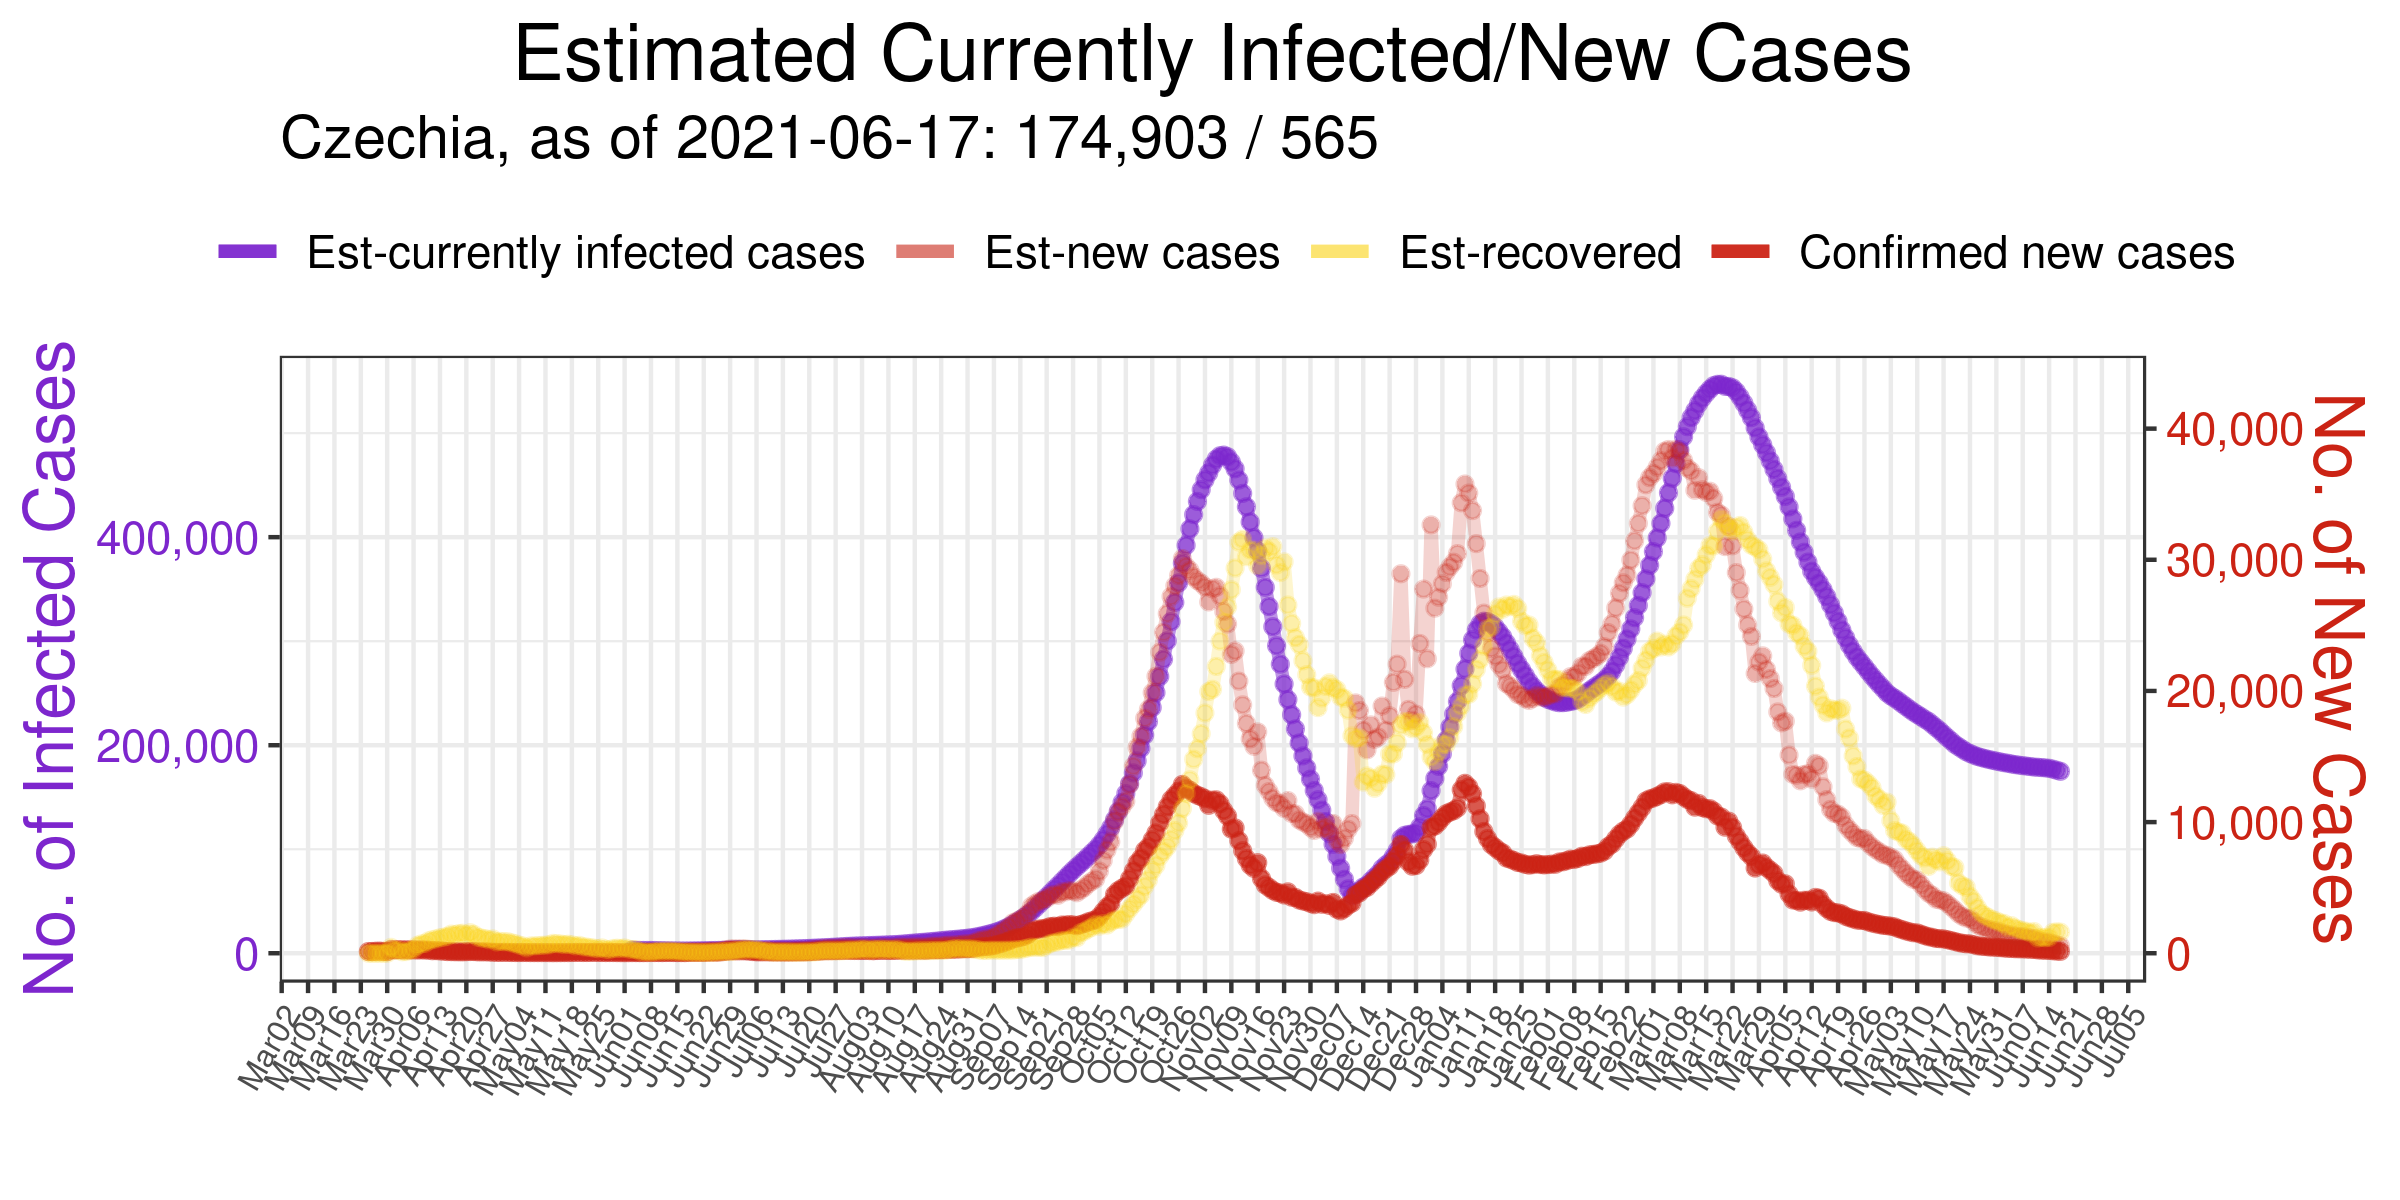 Estimated Currently Infected/New Cases
Czechia, as of 2021-06-17: 174,903 / 565
Est-currently infected cases Est-new cases Est-recovered Confirmed new cases
No. of Infected Cases
400,000
200,000
0
40,000
30,000
20,000
10,000
0
No. of New Cases
Mar02 Mar09 Mar16 Mar23 Mar30 Apr06 Apr13 Apr20 Apr27 May04 May11 May18 May25 Jun01 Jun08 Jun15 Jun22 Jun29 Jul06 Jul13 Jul20 Jul27 Aug03 Aug10 Aug17 Aug24 Aug31 Sep07 Sep14 Sep21 Sep28 Oct05 Oct12 Oct19 Oct26 Nov02 Nov09 Nov16 Nov23 Nov30 Dec07 Dec14 Dec21 Dec28 Jan04 Jan11 Jan18 Jan25 Feb01 Feb08 Feb15 Feb22 Mar01 Mar08 Mar15 Mar22 Mar29 Apr05 Apr12 Apr19 Apr26 May03 May10 May17 May24 May31 Jun07 Jun14 Jun21 Jun28 Jul05